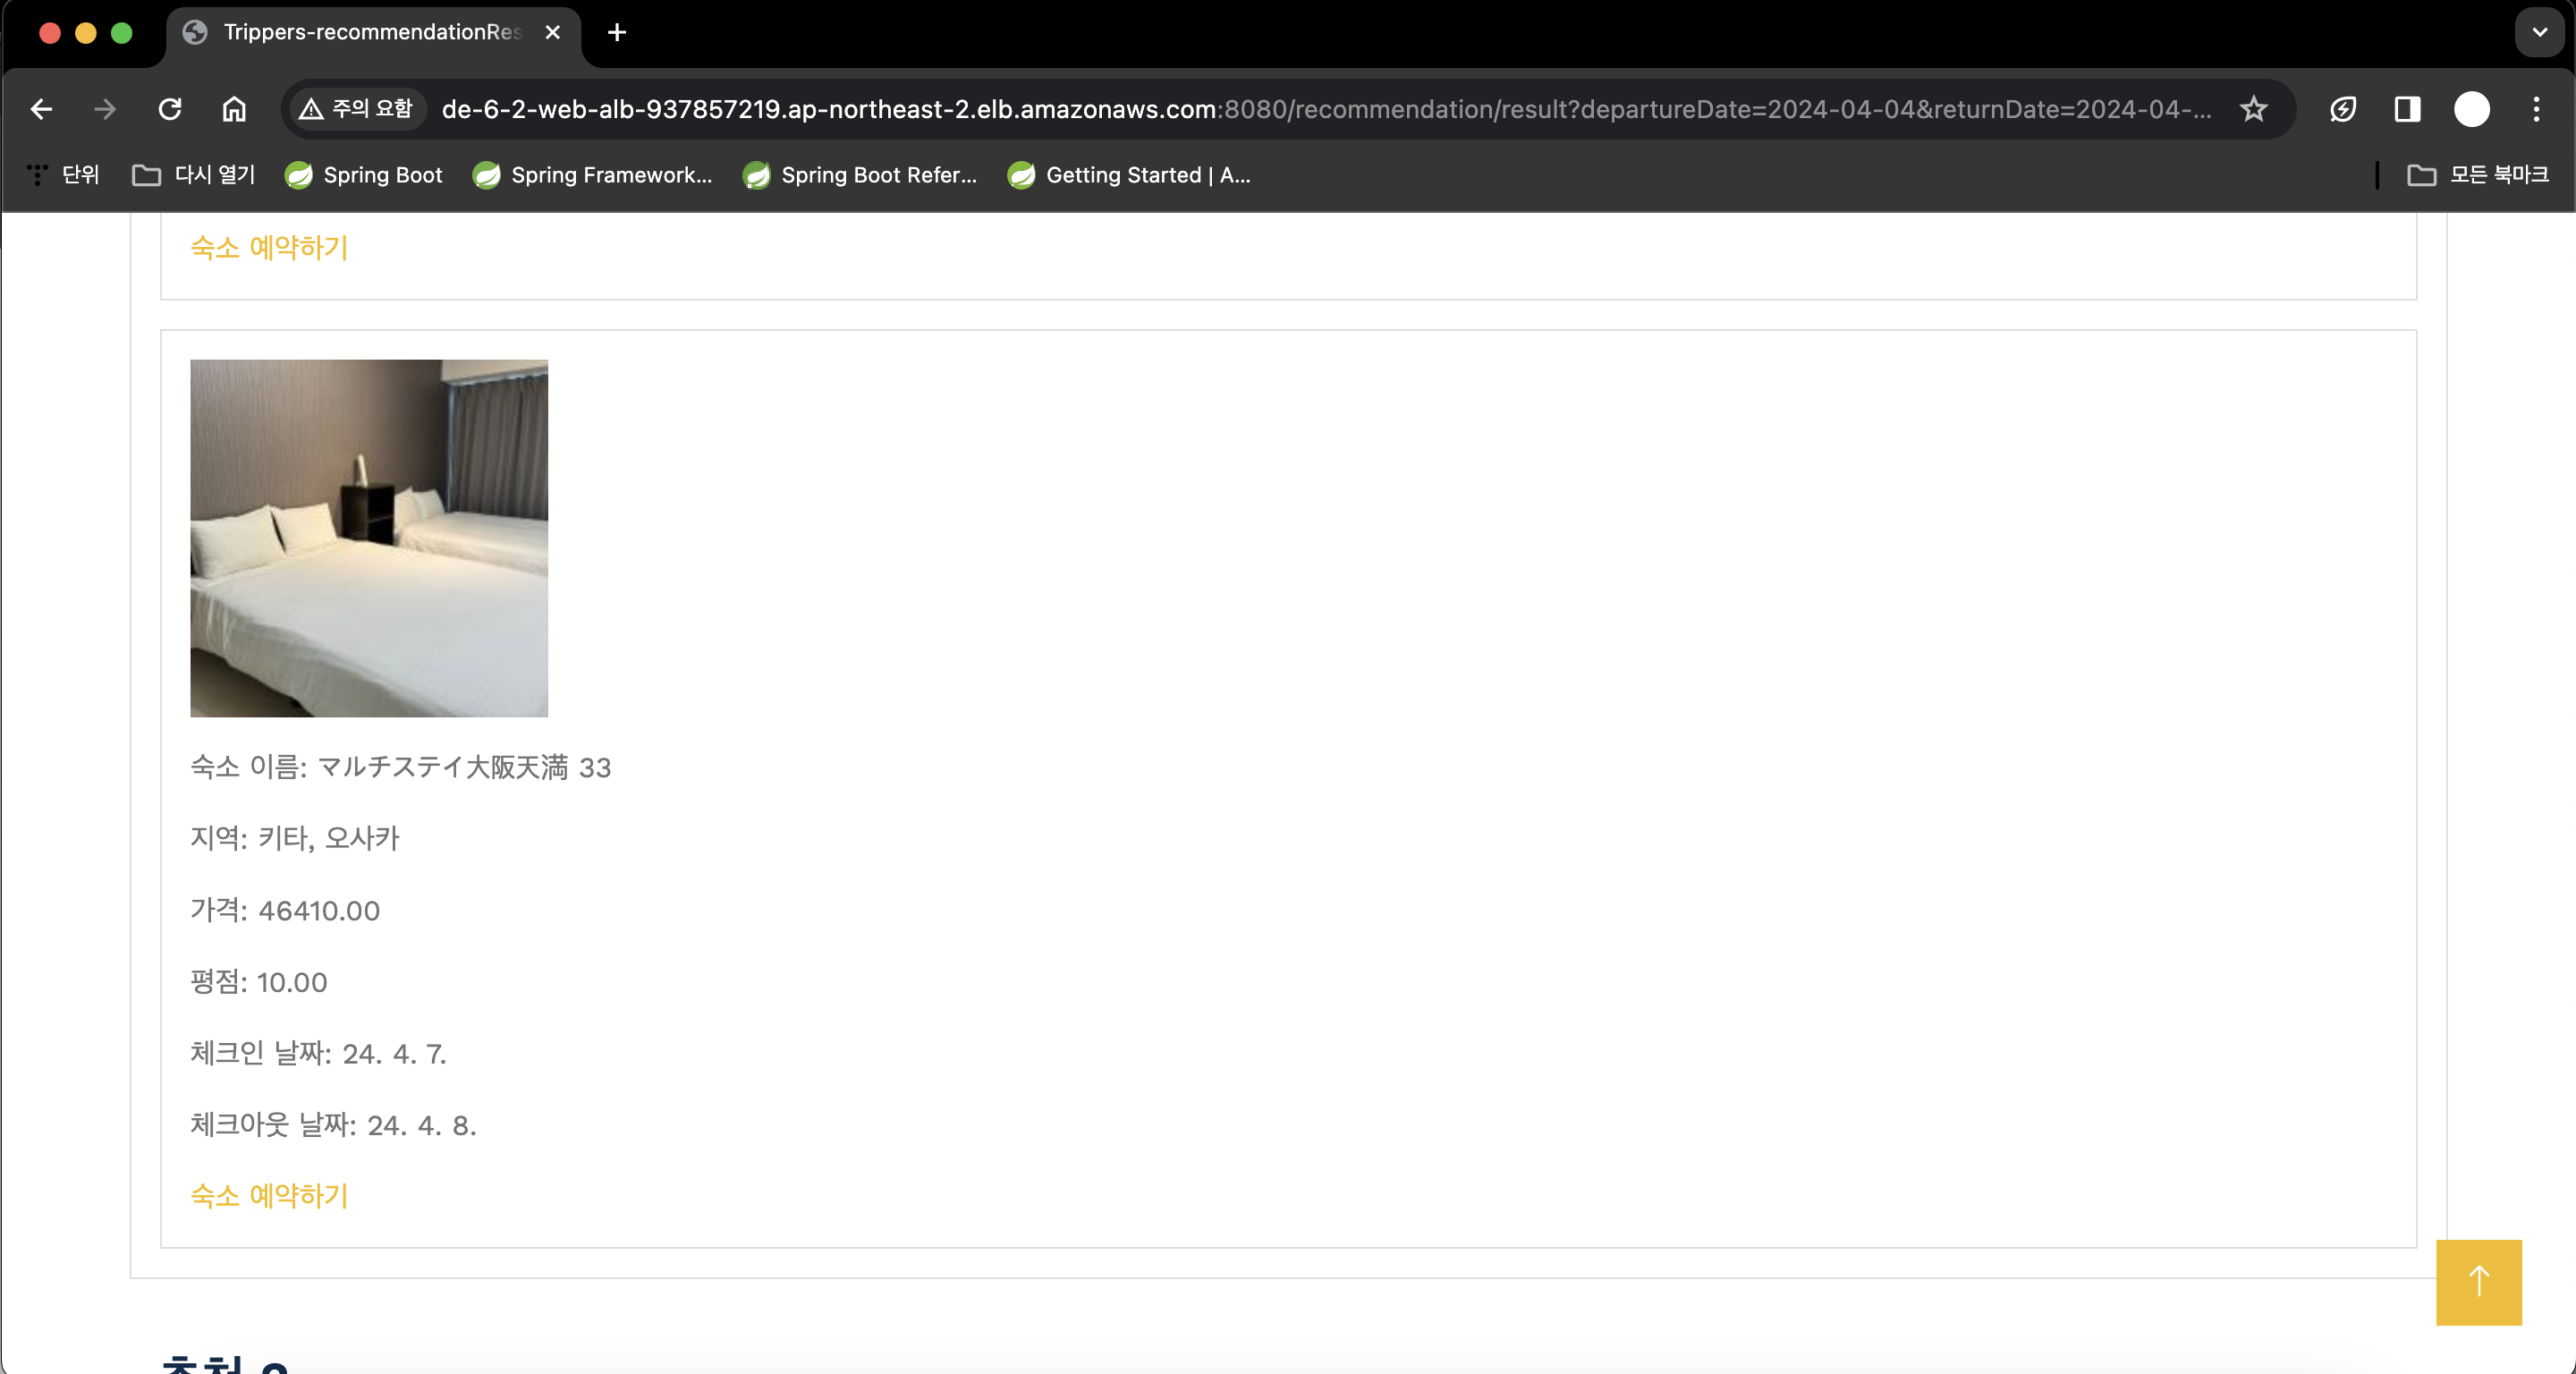 Trippers-recommendationRes
주의 요함
de-6-2-web-alb-937857219.ap-northeast-2.elb.amazonaws.com:8080/recommendation/result?departureDate=2024-04-04&returnDate=2024-04-...
단위 다시 열기 Spring Boot Spring Framework... Spring Boot Refer... Getting Started | A... 모든 북마크
숙소 예약하기
숙소 이름: マルチステイ大阪天満 33
지역: 키타, 오사카
가격: 46410.00
평점: 10.00
체크인 날짜: 24. 4. 7.
체크아웃 날짜: 24. 4. 8.
숙소 예약하기